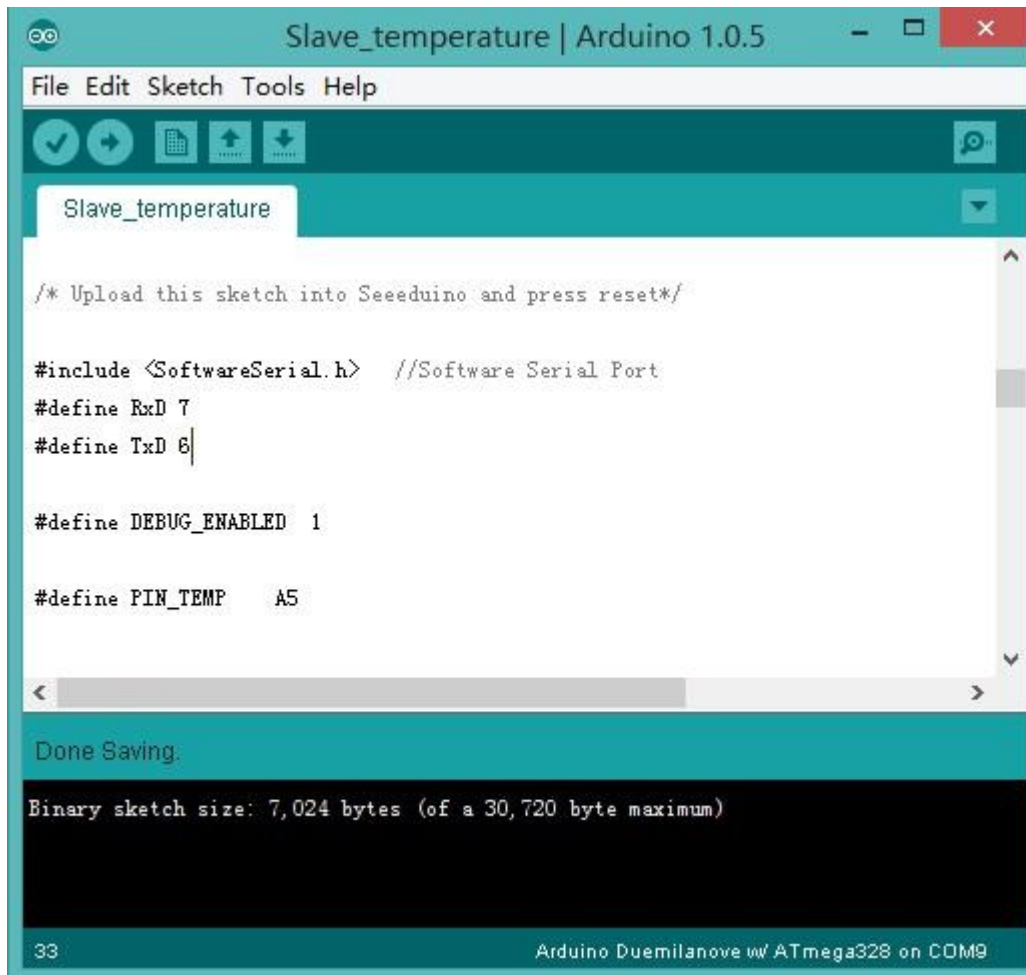 Slave_temperature | Arduino 1.0.5
File Edit Sketch Tools Help
Slave_temperature
/* Upload this sketch into Seeeduino and press reset*/
#include <SoftwareSerial.h>   //Software Serial Port
#define RxD 7
#define TxD 6
#define DEBUG_ENABLED  1
#define PIN_TEMP    A5
Done Saving.
Binary sketch size: 7,024 bytes (of a 30,720 byte maximum)
33 Arduino Duemilanove w/ ATmega328 on COM9